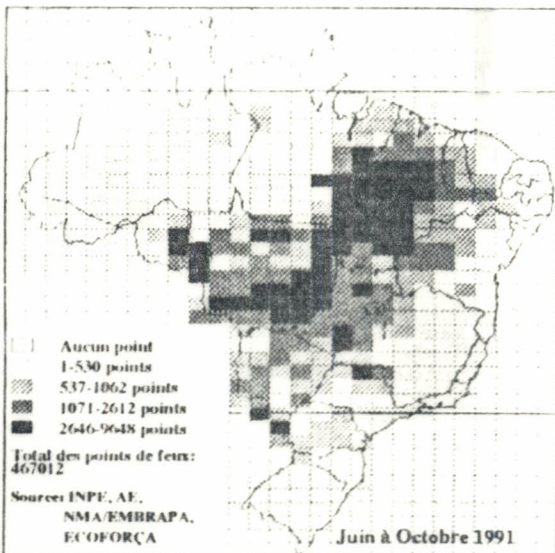 Aucun point
1-530 points
537-1062 points
1071-2612 points
2646-9648 points
Total des points de feux:
467012
Source: INPE, AE,
NMA/EMBRAPA,
ECOFORÇA
Juin à Octobre 1991